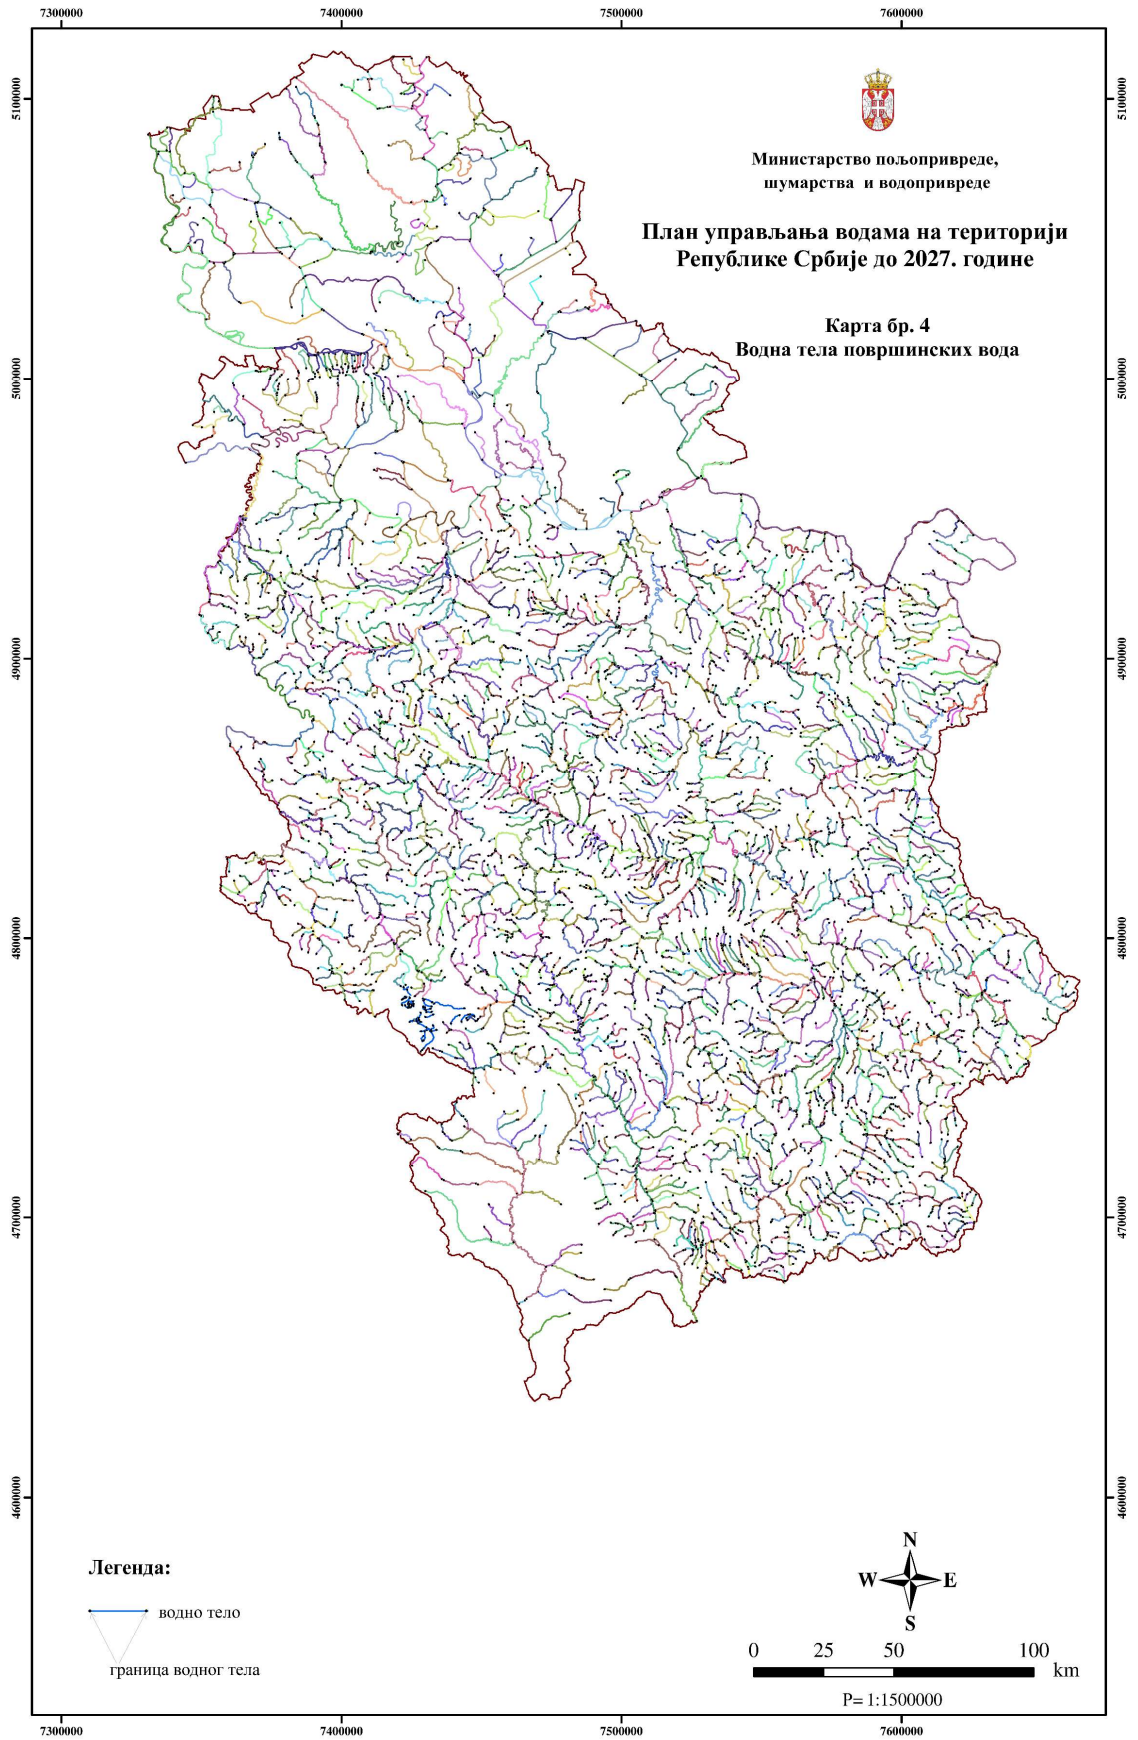 7300000 7400000 7500000 7600000
5100000 5100000
Министарство пољопривреде,
шумарства и водопривреде
План управљања водама на територији
Републике Србије до 2027. године
Карта бр. 4
Водна тела површинских вода
5000000 5000000
4900000 4900000
4800000 4800000
4700000 4700000
4600000 4600000
Легенда:
водно тело
граница водног тела
N
W E
S
0 25 50 100
km
Р= 1:1500000
7300000 7400000 7500000 7600000